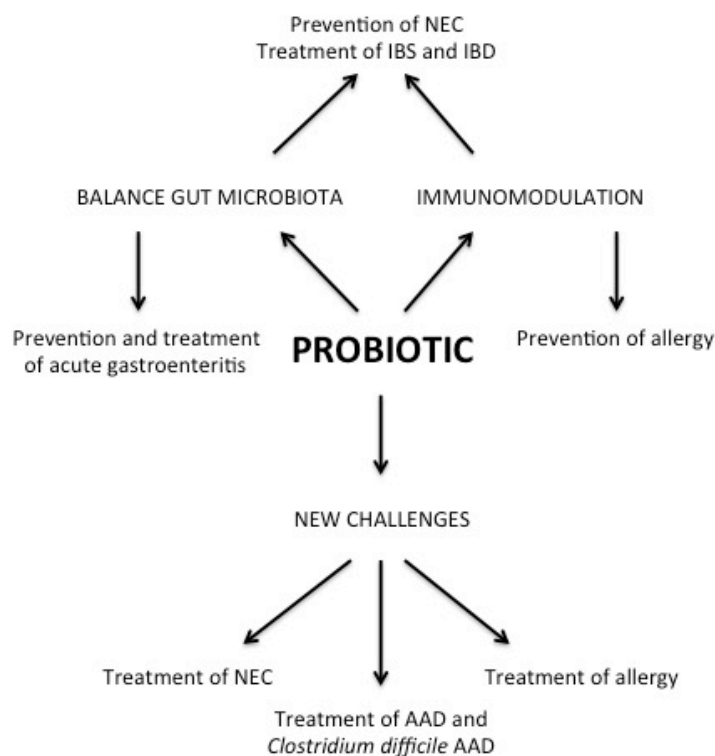 Prevention of NEC
Treatment of IBS and IBD
BALANCE GUT MICROBIOTA
IMMUNOMODULATION
Prevention and treatment
of acute gastroenteritis
PROBIOTIC
Prevention of allergy
NEW CHALLENGES
Treatment of NEC
Treatment of allergy
Treatment of AAD and
Clostridium difficile AAD